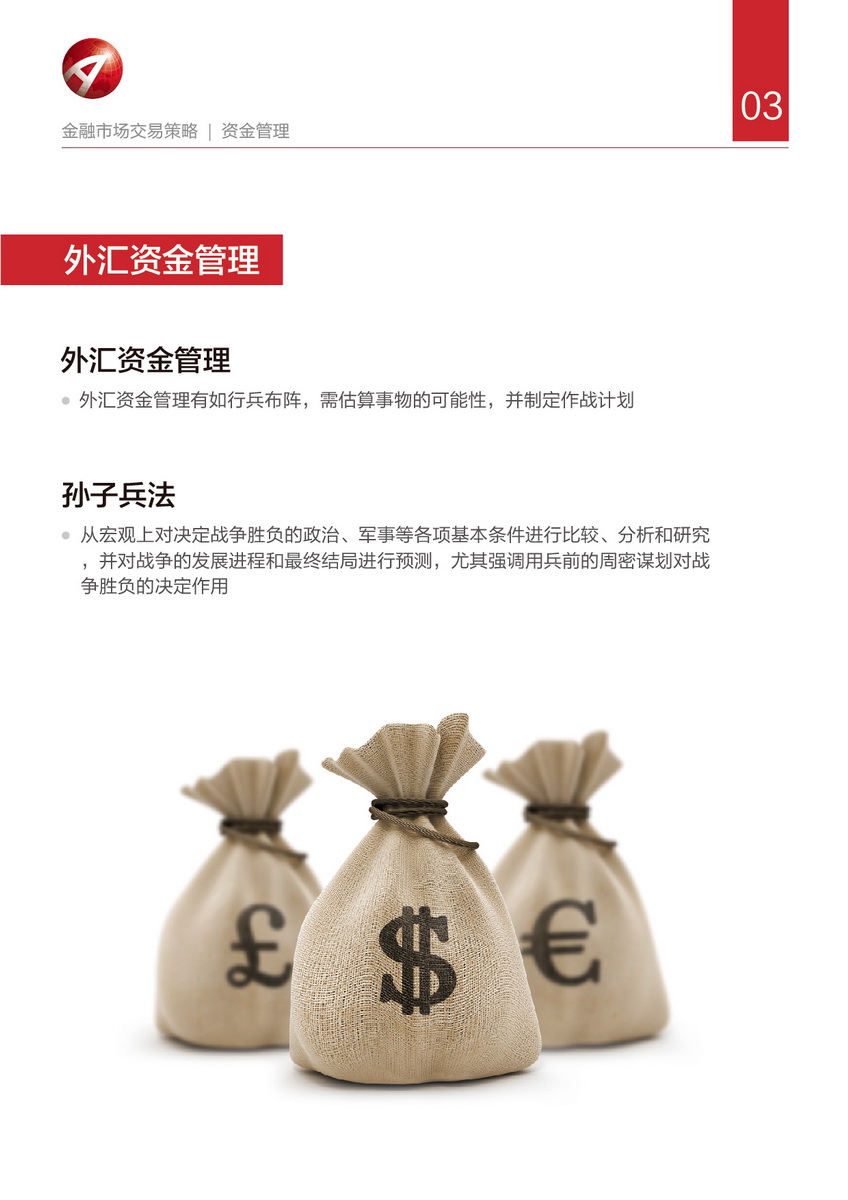 03
金融市场交易策略 | 资金管理
外汇资金管理
外汇资金管理
外汇资金管理有如行兵布阵，需估算事物的可能性，并制定作战计划
孙子兵法
从宏观上对决定战争胜负的政治、军事等各项基本条件进行比较、分析和研究
，并对战争的发展进程和最终结局进行预测，尤其强调用兵前的周密谋划对战
争胜负的决定作用
£
$
€